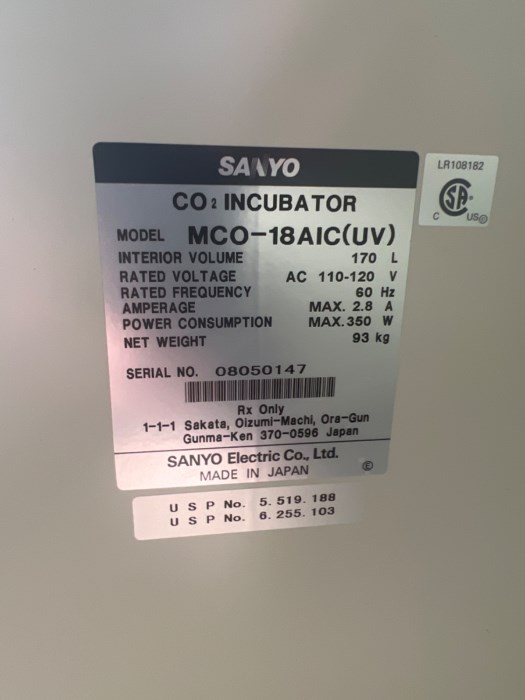 SANYO
CO2 INCUBATOR
MODEL MCO-18AIC(UV)
INTERIOR VOLUME 170 L
RATED VOLTAGE AC 110-120 V
RATED FREQUENCY 60 Hz
AMPERAGE MAX. 2.8 A
POWER CONSUMPTION MAX. 350 W
NET WEIGHT 93 kg
SERIAL NO. 08050147
Rx Only
1-1-1 Sakata, Oizumi-Machi, Ora-Gun
Gunma-Ken 370-0596 Japan
SANYO Electric Co., Ltd.
MADE IN JAPAN
LR108182
SA
C US
U S P No. 5. 519. 188
U S P No. 6. 255. 103